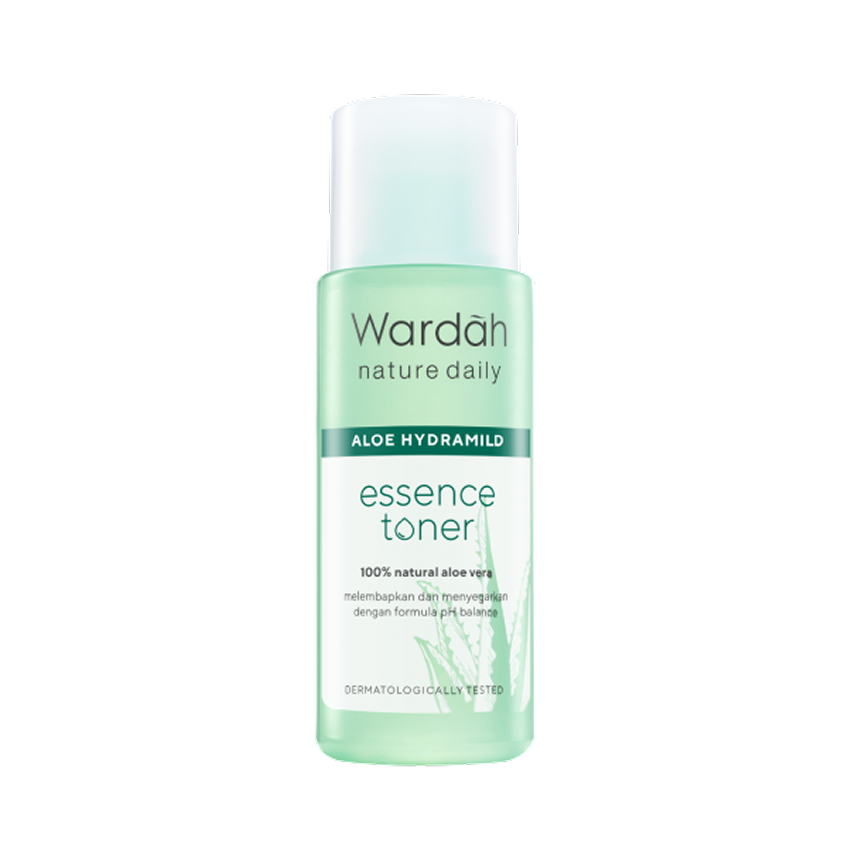 Wardāh
nature daily
ALOE HYDRAMILD
essence
toner
100% natural aloe vera
melembapkan dan menyegarkan
dengan formula pH balance
DERMATOLOGICALLY TESTED